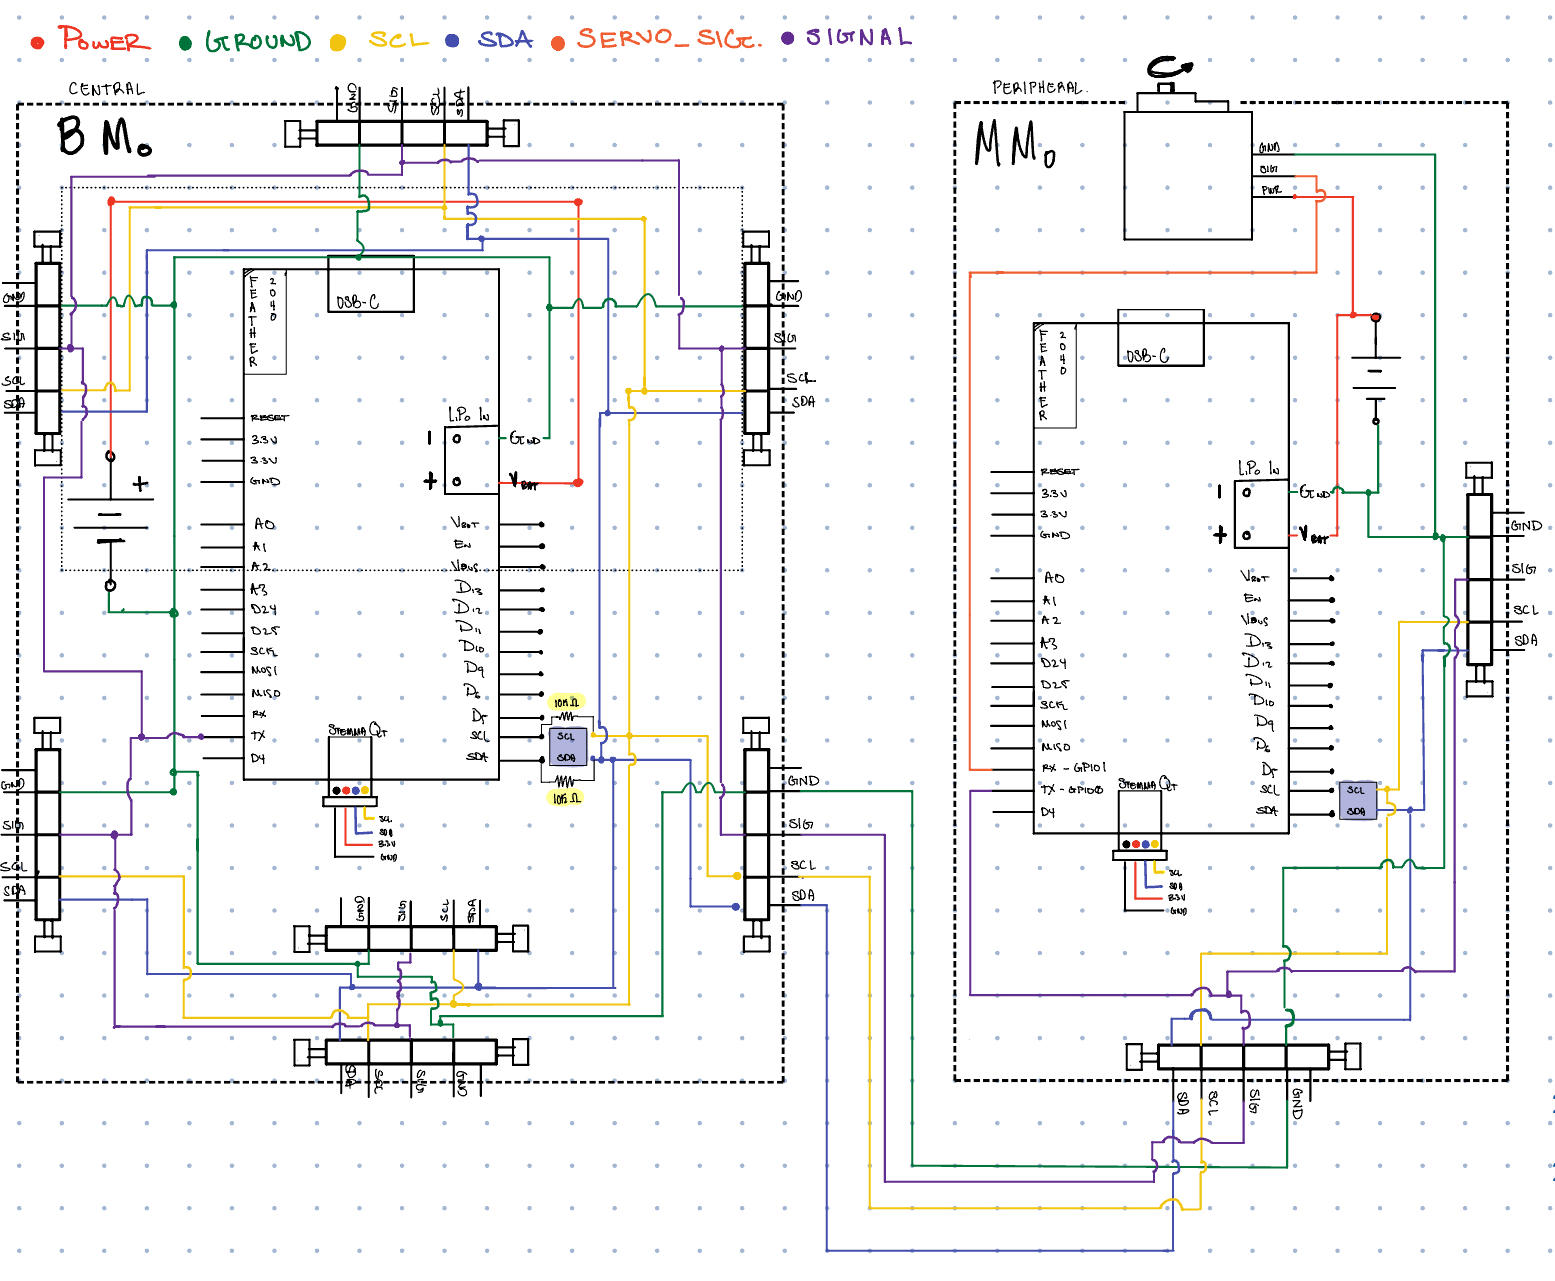 POWER GROUND SCL SDA SERVO_SIG. SIGNAL
CENTRAL
BMo
GND SIG SCL SDA
GND
SIG
SCL
SDA
FEATHER 2040
USB-C
LiPo In
- GND
+ VBAT
RESET
3.3V
3.3V
GND
A0
A1
A2
A3
D24
D25
SCK
MOSI
MISO
RX
TX
D4
VBAT
EN
VBUS
D13
D12
D11
D10
D9
D6
D5
SCL
SDA
+
10K Ω
SCL
SDA
10K Ω
STEMMA QT
SCL
SDA
3.3V
GND
GND
SIG
SCL
SDA
GND
SIG
SCL
SDA
GND SIG SCL SDA
SDA SCL SIG GND
GND
SIG
SCL
SDA
PERIPHERAL.
MMo
GND
SIG
PWR
FEATHER 2040
USB-C
LiPo In
- GND
+ VBAT
RESET
3.3V
3.3V
GND
A0
A1
A2
A3
D24
D25
SCK
MOSI
MISO
RX - GPIO1
TX - GPIO0
D4
VBAT
EN
VBUS
D13
D12
D11
D10
D9
D6
D5
SCL
SDA
SCL
SDA
STEMMA QT
SCL
SDA
3.3V
GND
GND
SIG
SCL
SDA
SDA SCL SIG GND